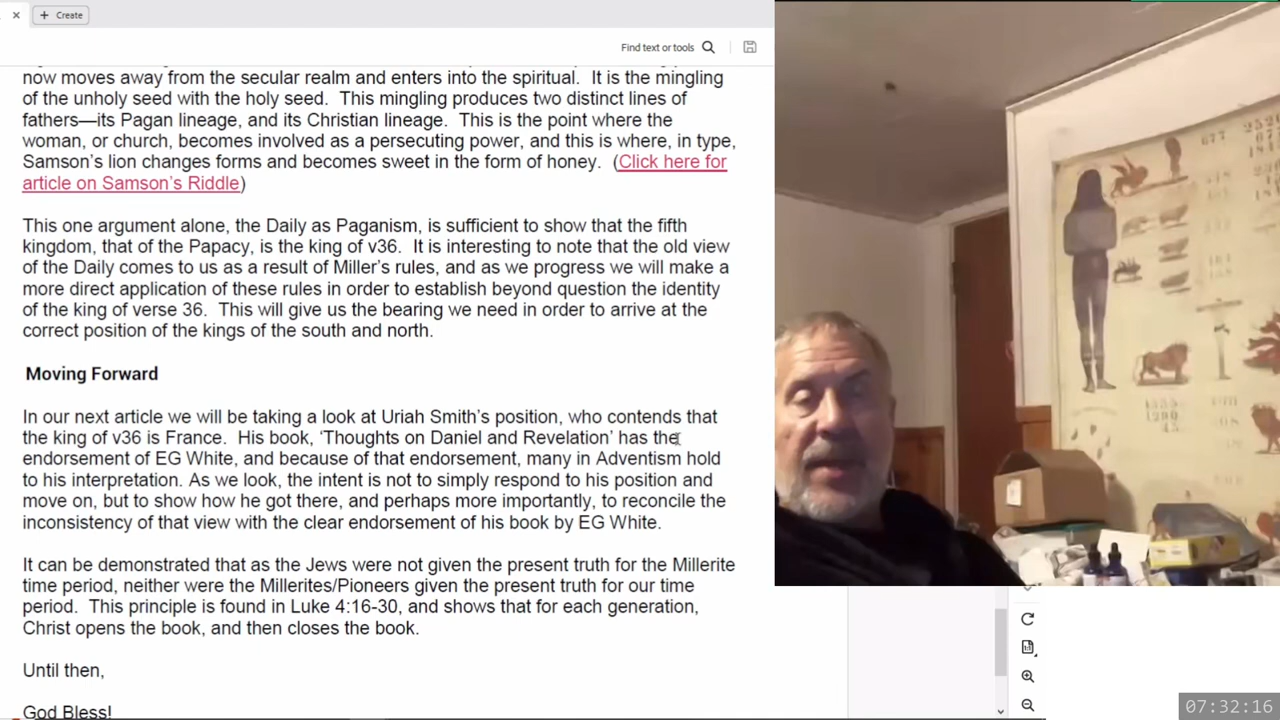 Create
Find text or tools
now moves away from the secular realm and enters into the spiritual. It is the mingling
of the unholy seed with the holy seed. This mingling produces two distinct lines of
fathers—its Pagan lineage, and its Christian lineage. This is the point where the
woman, or church, becomes involved as a persecuting power, and this is where, in type,
Samson's lion changes forms and becomes sweet in the form of honey. (Click here for
article on Samson's Riddle)
This one argument alone, the Daily as Paganism, is sufficient to show that the fifth
kingdom, that of the Papacy, is the king of v36. It is interesting to note that the old view
of the Daily comes to us as a result of Miller's rules, and as we progress we will make a
more direct application of these rules in order to establish beyond question the identity
of the king of verse 36. This will give us the bearing we need in order to arrive at the
correct position of the kings of the south and north.
Moving Forward
In our next article we will be taking a look at Uriah Smith's position, who contends that
the king of v36 is France. His book, 'Thoughts on Daniel and Revelation' has the
endorsement of EG White, and because of that endorsement, many in Adventism hold
to his interpretation. As we look, the intent is not to simply respond to his position and
move on, but to show how he got there, and perhaps more importantly, to reconcile the
inconsistency of that view with the clear endorsement of his book by EG White.
It can be demonstrated that as the Jews were not given the present truth for the Millerite
time period, neither were the Millerites/Pioneers given the present truth for our time
period. This principle is found in Luke 4:16-30, and shows that for each generation,
Christ opens the book, and then closes the book.
Until then,
God Bless!
677
07:32:16